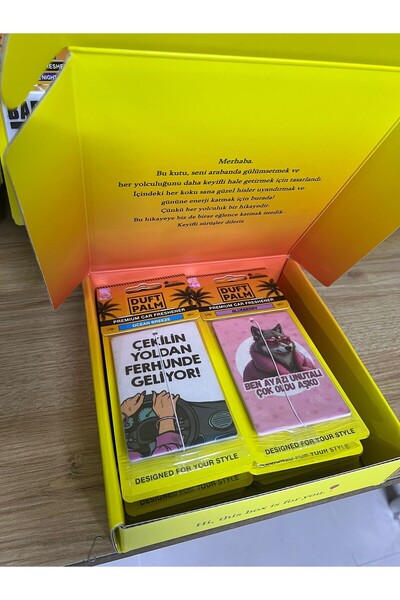 Merhaba.
Bu kutu, seni arabanda gülümsetmek ve
her yolculuğunu daha keyifli hale getirmek için tasarlandı.
İçindeki her koku sana güzel hisler uyandırmak ve
gününe enerji katmak için burada!
Çünkü her yolculuk bir hikayedir.
Bu hikayeye biz de biraz eğlence katmak istedik.
Keyifli sürüşler dileriz
DUFT
PALM
PREMIUM CAR FRESHENER
OCEAN BREEZE
ÇEKİLİN
YOLDAN
FERHUNDE
GELİYOR!
DESIGNED FOR YOUR STYLE
DUFT
PALM
PREMIUM CAR FRESHENER
BEN AYAZI UNUTALI
ÇOK OLDU AŞKO
DESIGNED FOR YOUR STYLE
Hi, this box is for you.